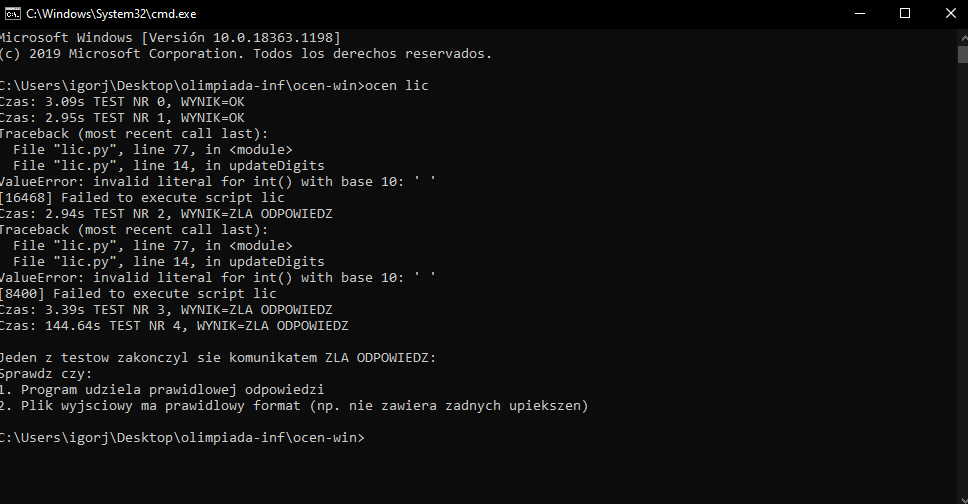 C:\Windows\System32\cmd.exe
Microsoft Windows [Versión 10.0.18363.1198]
(c) 2019 Microsoft Corporation. Todos los derechos reservados.
C:\Users\igorj\Desktop\olimpiada-inf\ocen-win>ocen lic
Czas: 3.09s TEST NR 0, WYNIK=OK
Czas: 2.95s TEST NR 1, WYNIK=OK
Traceback (most recent call last):
File "lic.py", line 77, in <module>
File "lic.py", line 14, in updateDigits
ValueError: invalid literal for int() with base 10: ' '
[16468] Failed to execute script lic
Czas: 2.94s TEST NR 2, WYNIK=ZLA ODPOWIEDZ
Traceback (most recent call last):
File "lic.py", line 77, in <module>
File "lic.py", line 14, in updateDigits
ValueError: invalid literal for int() with base 10: ' '
[8400] Failed to execute script lic
Czas: 3.39s TEST NR 3, WYNIK=ZLA ODPOWIEDZ
Czas: 144.64s TEST NR 4, WYNIK=ZLA ODPOWIEDZ
Jeden z testow zakonczyl sie komunikatem ZLA ODPOWIEDZ:
Sprawdz czy:
1. Program udziela prawidlowej odpowiedzi
2. Plik wyjsciowy ma prawidlowy format (np. nie zawiera zadnych upiekszen)
C:\Users\igorj\Desktop\olimpiada-inf\ocen-win>